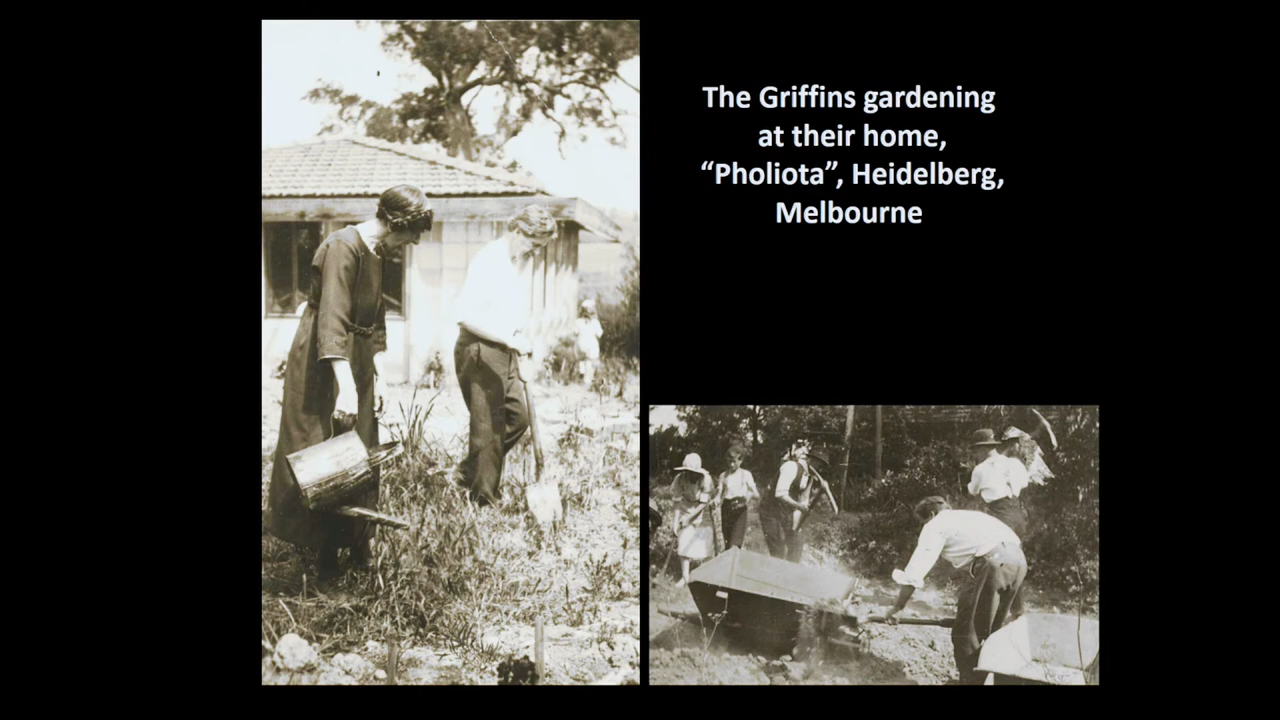 The Griffins gardening
at their home,
“Pholiota”, Heidelberg,
Melbourne